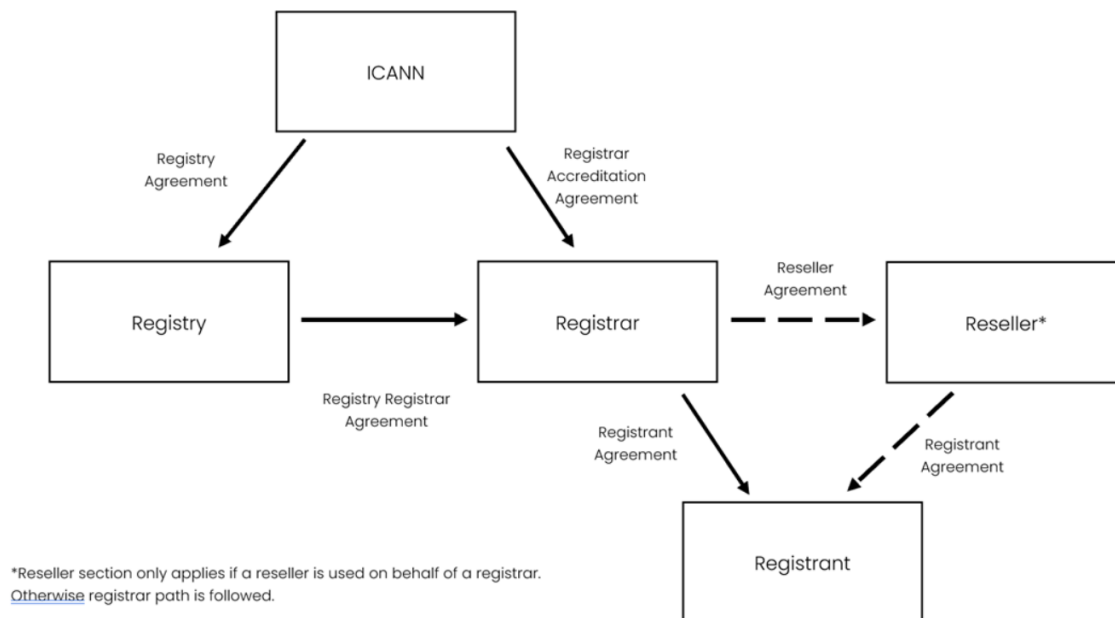 ICANN
Registry
Agreement
Registrar
Accreditation
Agreement
Registry
Registrar
Reseller
Agreement
Reseller*
Registry Registrar
Agreement
Registrant
Agreement
Registrant
Agreement
Registrant
*Reseller section only applies if a reseller is used on behalf of a registrar.
Otherwise registrar path is followed.